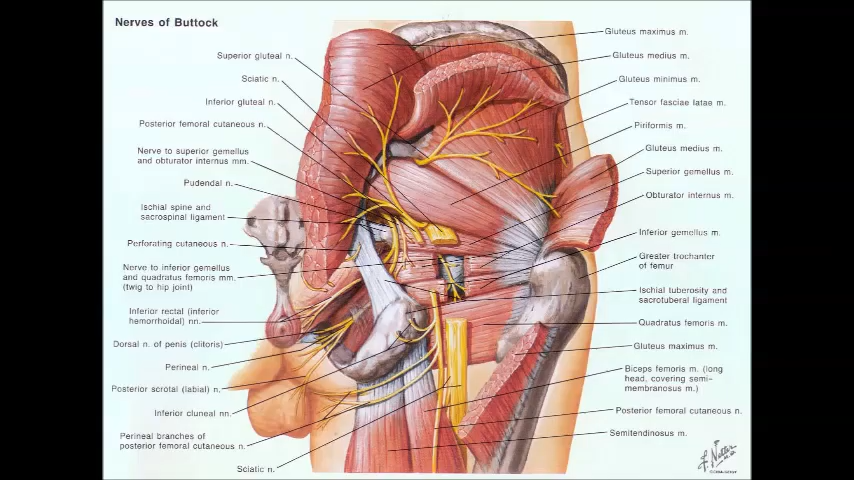 Nerves of Buttock
Superior gluteal n.
Sciatic n.
Inferior gluteal n.
Posterior femoral cutaneous n.
Nerve to superior gemellus
and obturator internus mm.
Pudendal n.
Ischial spine and
sacrospinal ligament
Perforating cutaneous n.
Nerve to inferior gemellus
and quadratus femoris mm.
(twig to hip joint)
Inferior rectal (inferior
hemorrhoidal) nn.
Dorsal n. of penis (clitoris)
Perineal n.
Posterior scrotal (labial) n.
Inferior cluneal nn.
Perineal branches of
posterior femoral cutaneous n.
Sciatic n.
Gluteus maximus m.
Gluteus medius m.
Gluteus minimus m.
Tensor fasciae latae m.
Piriformis m.
Gluteus medius m.
Superior gemellus m.
Obturator internus m.
Inferior gemellus m.
Greater trochanter
of femur
Ischial tuberosity and
sacrotuberal ligament
Quadratus femoris m.
Gluteus maximus m.
Biceps femoris m. (long
head, covering semi-
membranosus m.)
Posterior femoral cutaneous n.
Semitendinosus m.
F. Netter
M.D.